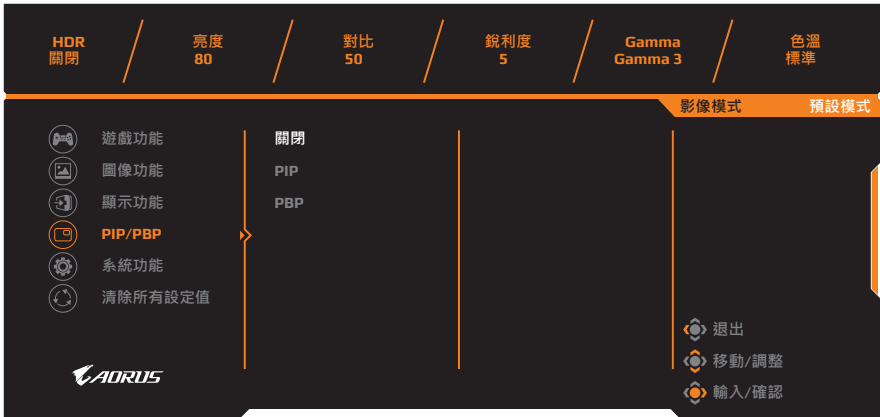 HDR 亮度 對比 銳利度 Gamma 色溫
關閉 80 50 5 Gamma 3 標準
影像模式 預設模式
遊戲功能 關閉
圖像功能 PIP
顯示功能 PBP
PIP/PBP
系統功能
清除所有設定值
退出
移動/調整
輸入/確認
AORUS